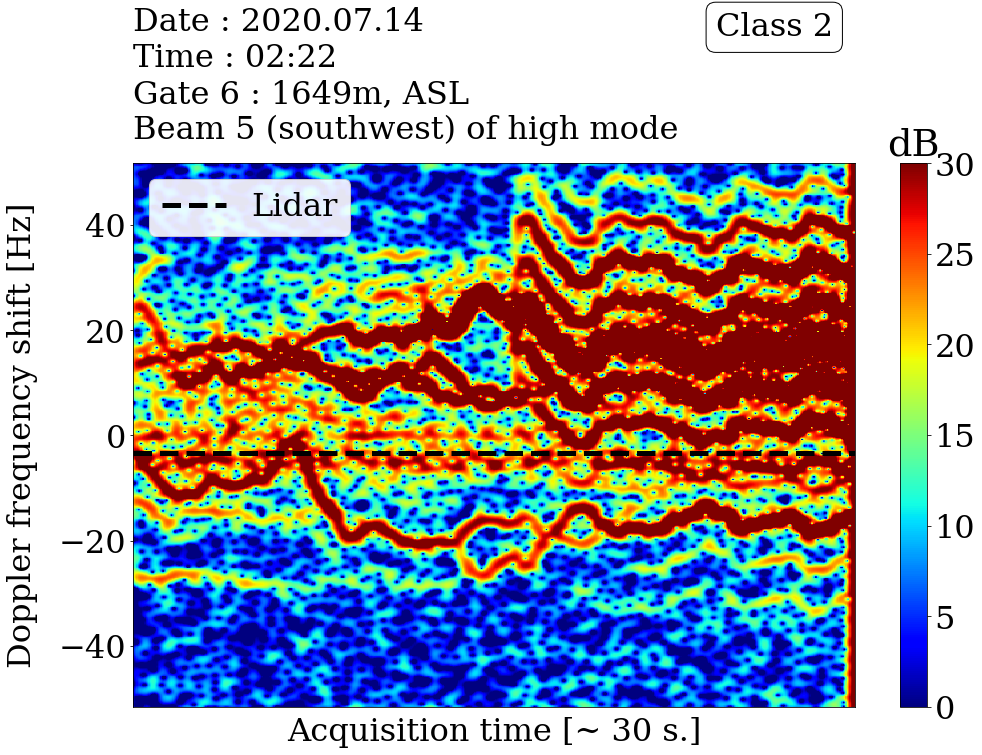 Date : 2020.07.14
Class 2
Time : 02:22
Gate 6 : 1649m, ASL
Beam 5 (southwest) of high mode
dB
Lidar
Doppler frequency shift [Hz]
40
20
0
−20
−40
30
25
20
15
10
5
0
Acquisition time [~ 30 s.]